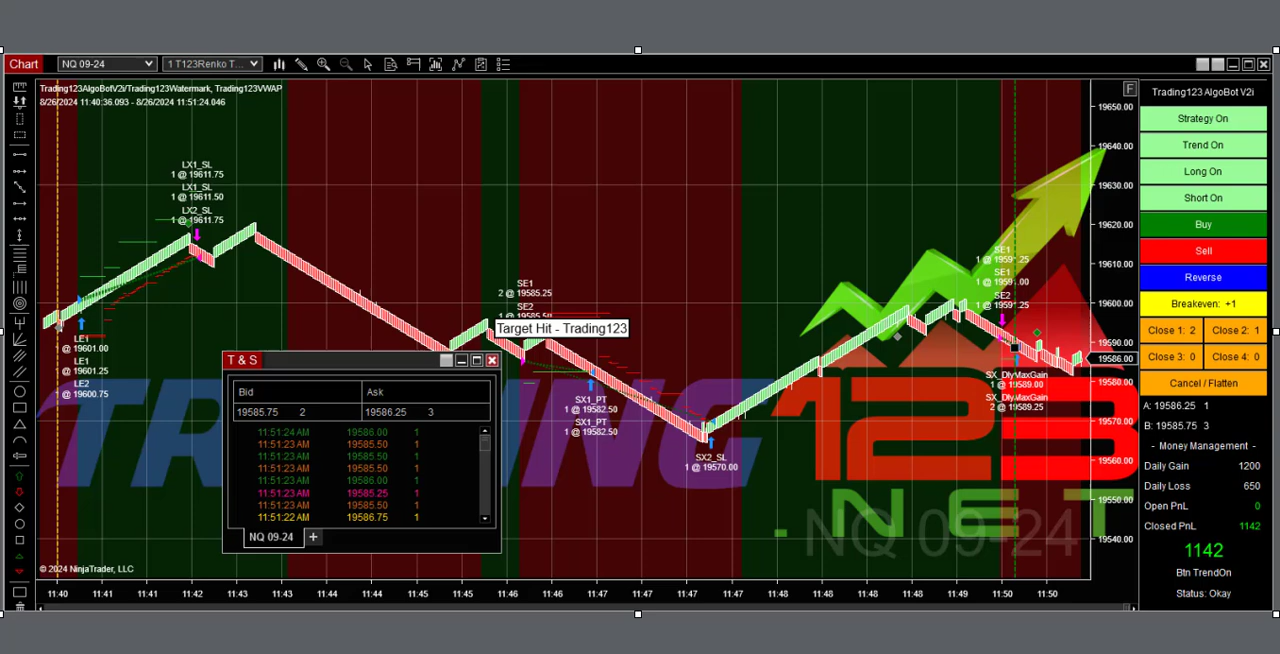 Chart
NQ 09-24
1 T123Renko T...
Trading123AlgoBotV2i/Trading123Watermark, Trading123VWAP
8/26/2024 11:40:36.093 - 8/26/2024 11:51:24.046
F
LX1_SL
1 @ 19611.75
LX1_SL
1 @ 19611.50
LX2_SL
1 @ 19611.75
LE1
1 @ 19601.00
LE1
1 @ 19601.25
LE2
1 @ 19600.75
SE1
2 @ 19585.25
SE2
Target Hit - Trading123
SX1_PT
1 @ 19582.50
SX1_PT
1 @ 19582.50
SX2_SL
1 @ 19570.00
SE1
1 @ 19591.25
SE1
SE2
1 @ 19591.25
SX_DlyMaxGain
1 @ 19589.00
SX_DlyMaxGain
2 @ 19589.25
TRADING
123
.NET
NQ 09-24
T & S
Bid Ask
19585.75 2 19586.25 3
11:51:24 AM 19586.00 1
11:51:23 AM 19585.50 1
11:51:23 AM 19585.50 1
11:51:23 AM 19585.50 1
11:51:23 AM 19586.00 1
11:51:23 AM 19585.25 1
11:51:23 AM 19585.50 1
11:51:22 AM 19586.75 1
NQ 09-24 +
© 2024 NinjaTrader, LLC
11:40 11:41 11:41 11:42 11:43 11:43 11:44 11:45 11:46 11:47 11:47 11:47 11:48 11:48 11:48 11:49 11:50 11:50
19650.00
19640.00
19630.00
19620.00
19610.00
19600.00
19590.00
19586.00
19580.00
19570.00
19560.00
19550.00
19540.00
Trading123 AlgoBot V2i
Strategy On
Trend On
Long On
Short On
Buy
Sell
Reverse
Breakeven: +1
Close 1: 2 Close 2: 1
Close 3: 0 Close 4: 0
Cancel / Flatten
A: 19586.25 1
B: 19585.75 3
- Money Management -
Daily Gain 1200
Daily Loss 650
Open PnL 0
Closed PnL 1142
1142
Btn TrendOn
Status: Okay